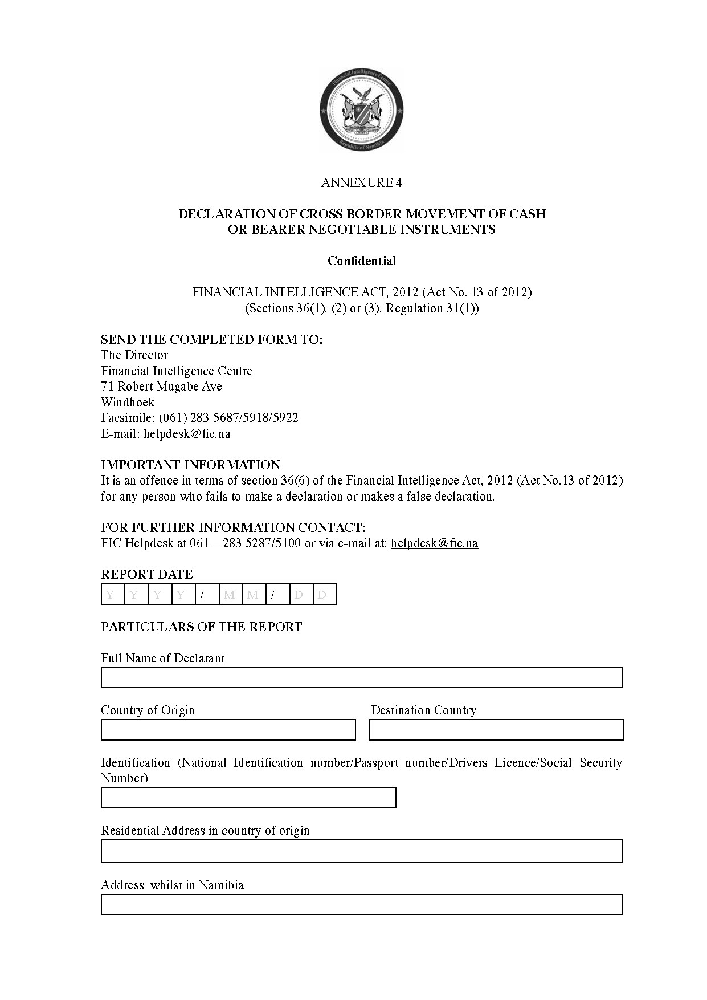 Financial Intelligence Centre
LIBERTY
Republic of Namibia
ANNEXURE 4
DECLARATION OF CROSS BORDER MOVEMENT OF CASH
OR BEARER NEGOTIABLE INSTRUMENTS
Confidential
FINANCIAL INTELLIGENCE ACT, 2012 (Act No. 13 of 2012)
(Sections 36(1), (2) or (3), Regulation 31(1))
SEND THE COMPLETED FORM TO:
The Director
Financial Intelligence Centre
71 Robert Mugabe Ave
Windhoek
Facsimile: (061) 283 5687/5918/5922
E-mail: helpdesk@fic.na
IMPORTANT INFORMATION
It is an offence in terms of section 36(6) of the Financial Intelligence Act, 2012 (Act No.13 of 2012)
for any person who fails to make a declaration or makes a false declaration.
FOR FURTHER INFORMATION CONTACT:
FIC Helpdesk at 061 – 283 5287/5100 or via e-mail at: helpdesk@fic.na
REPORT DATE
Y Y Y Y / M M / D D
PARTICULARS OF THE REPORT
Full Name of Declarant
Country of Origin Destination Country
Identification (National Identification number/Passport number/Drivers Licence/Social Security
Number)
Residential Address in country of origin
Address whilst in Namibia